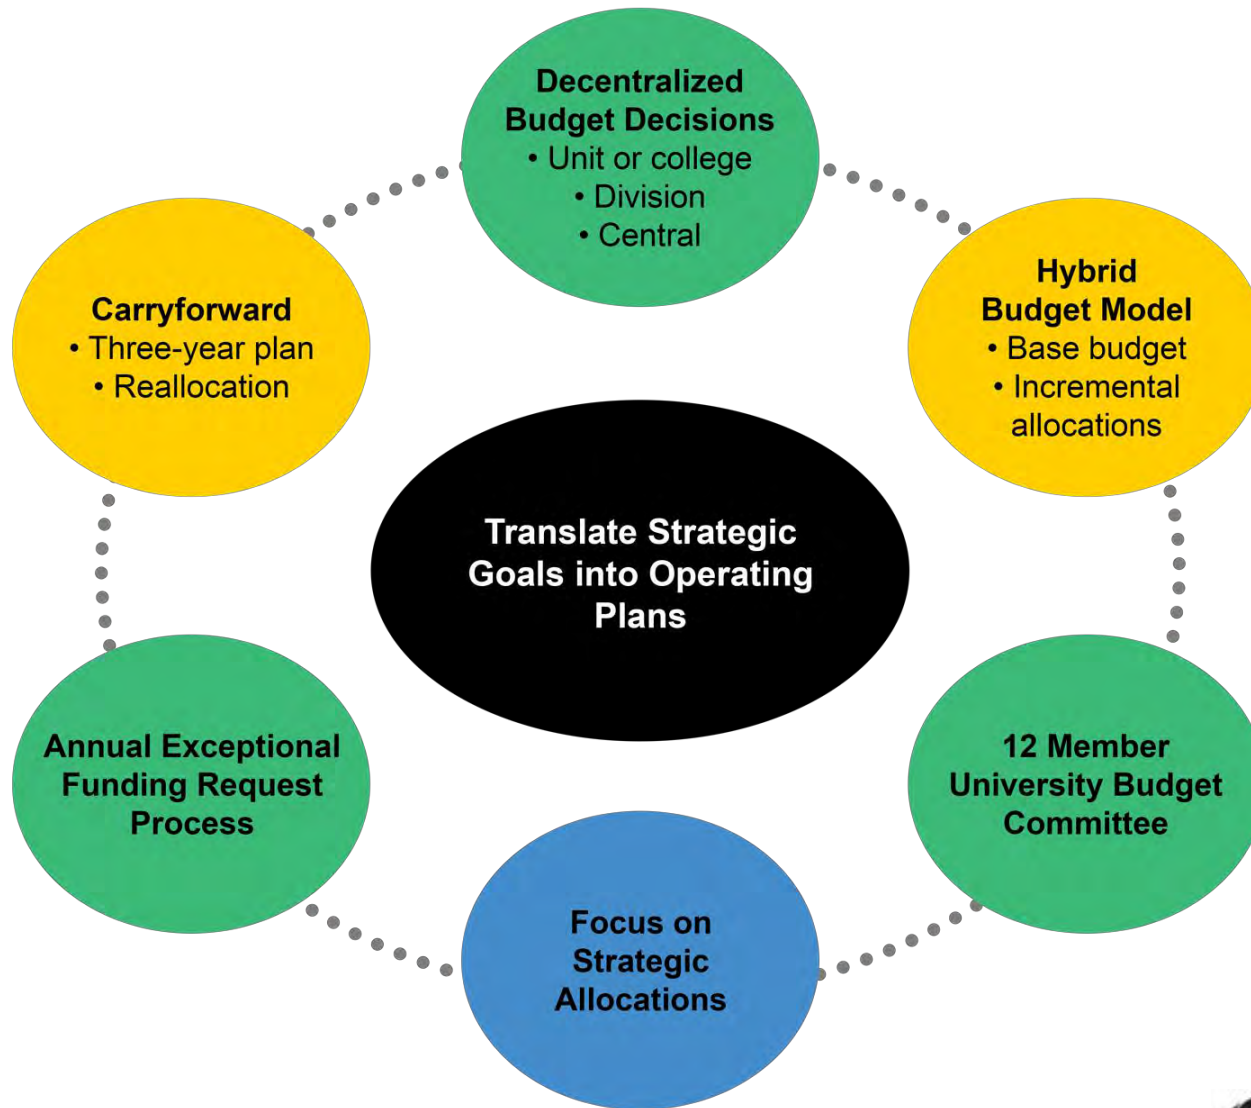 Decentralized
Budget Decisions
• Unit or college
• Division
• Central
Hybrid
Budget Model
• Base budget
• Incremental
allocations
12 Member
University Budget
Committee
Focus on
Strategic
Allocations
Annual Exceptional
Funding Request
Process
Carryforward
• Three-year plan
• Reallocation
Translate Strategic
Goals into Operating
Plans